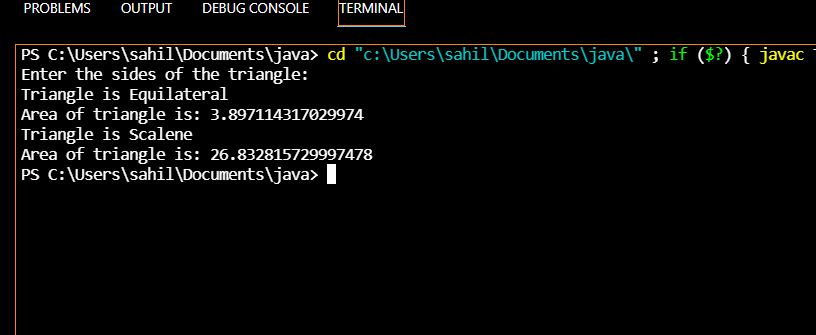 PROBLEMS OUTPUT DEBUG CONSOLE TERMINAL
PS C:\Users\sahil\Documents\java> cd "c:\Users\sahil\Documents\java\" ; if ($?) { javac
Enter the sides of the triangle:
Triangle is Equilateral
Area of triangle is: 3.897114317029974
Triangle is Scalene
Area of triangle is: 26.832815729997478
PS C:\Users\sahil\Documents\java>